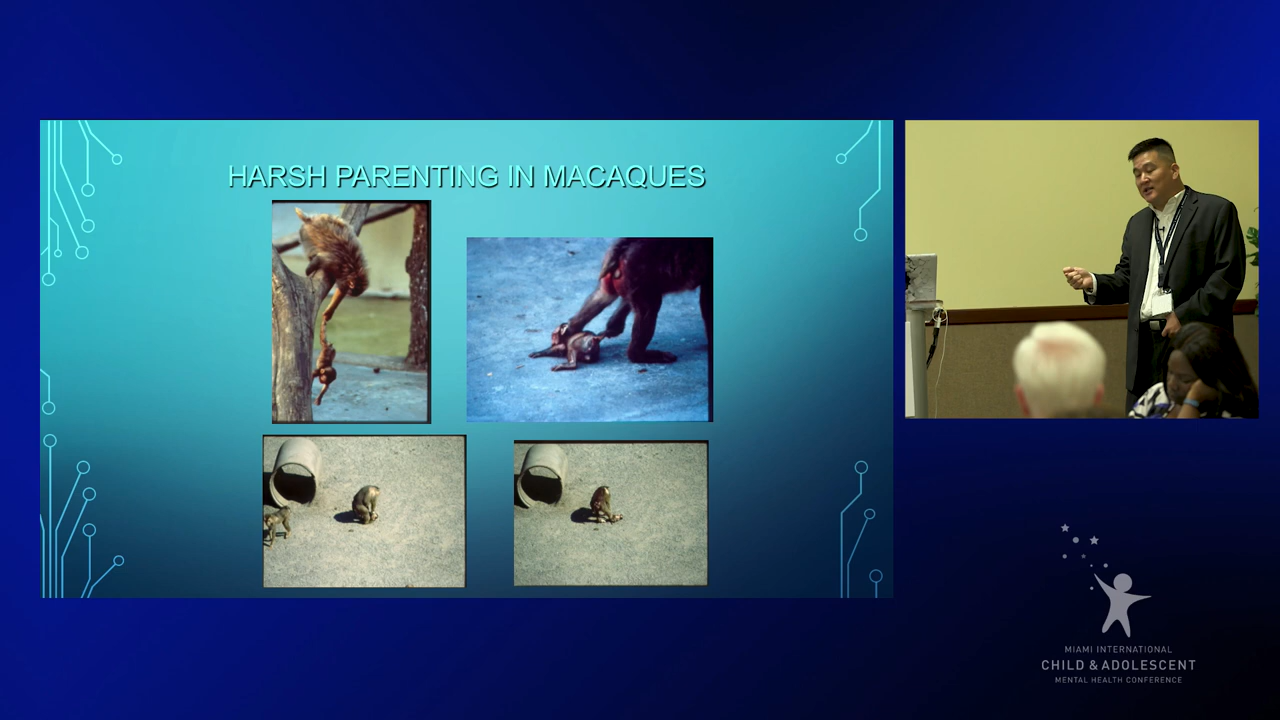 HARSH PARENTING IN MACAQUES
MIAMI INTERNATIONAL
CHILD & ADOLESCENT
MENTAL HEALTH CONFERENCE